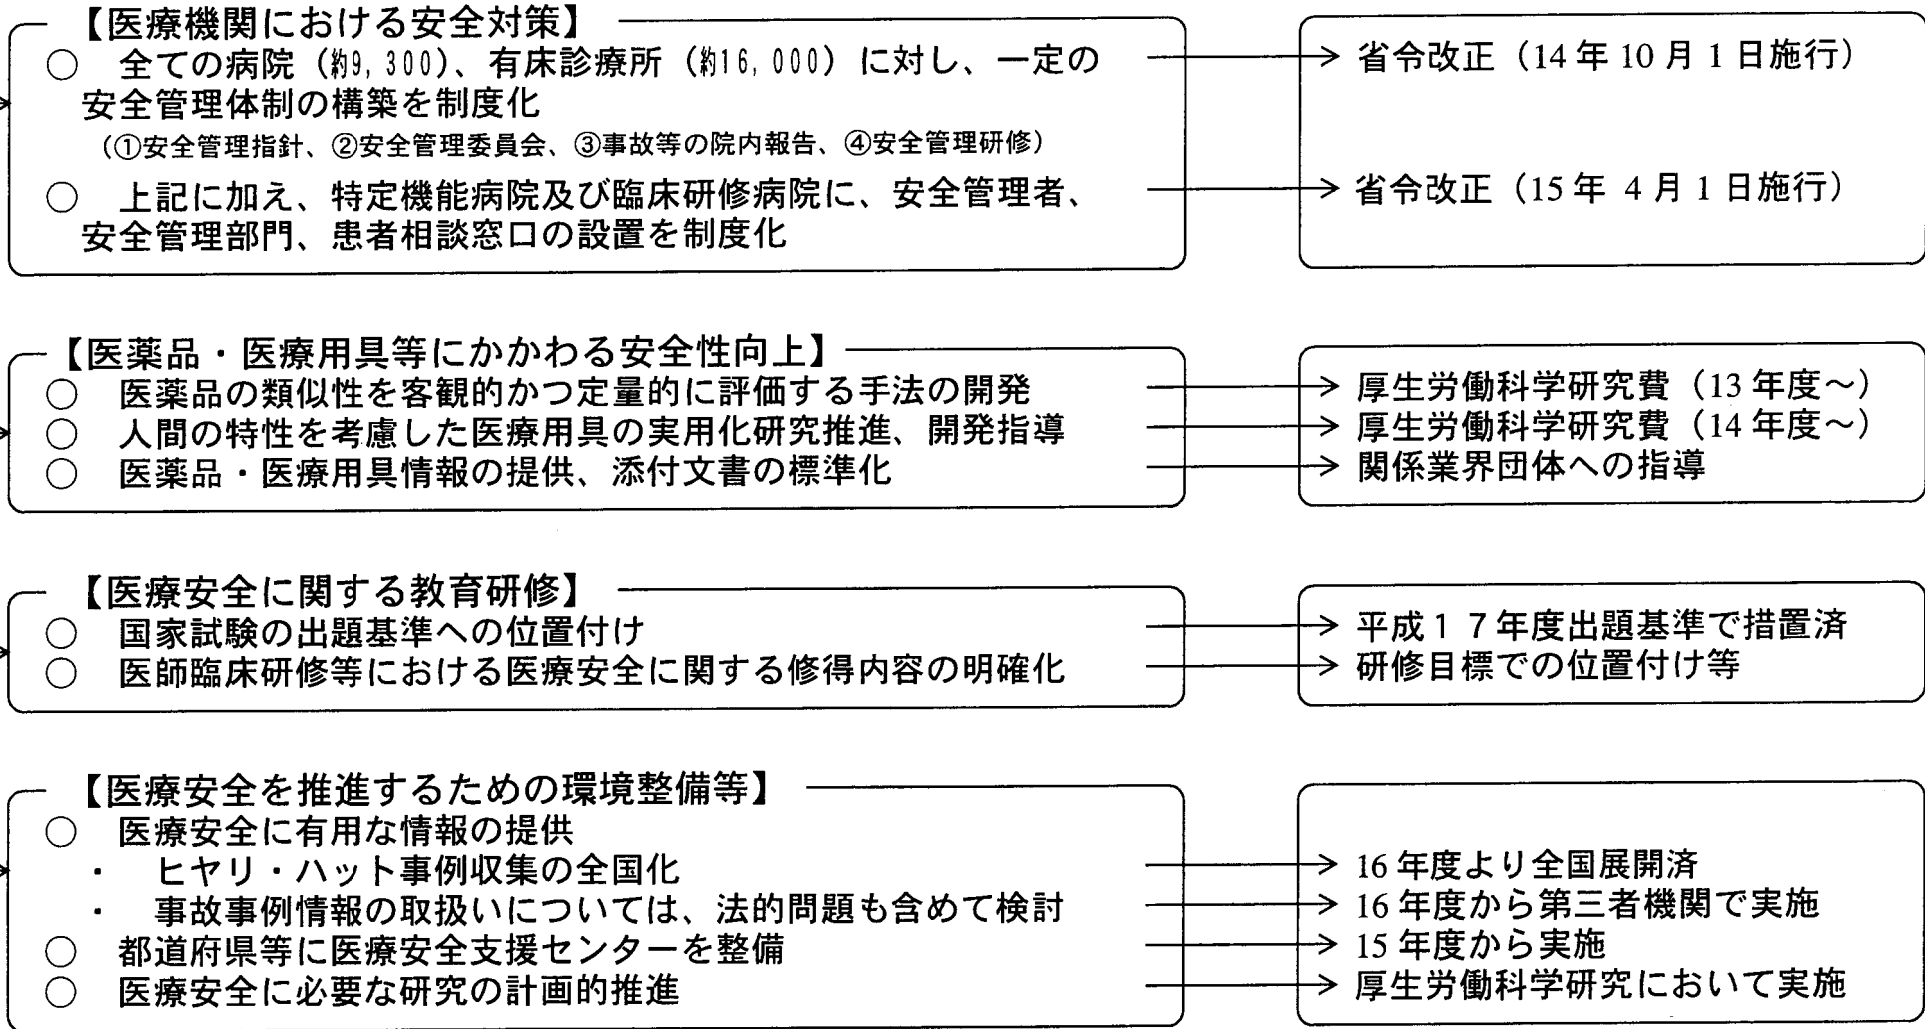 【医療機関における安全対策】
○ 全ての病院（約9,300）、有床診療所（約16,000）に対し、一定の → 省令改正（14年10月1日施行）
安全管理体制の構築を制度化
（①安全管理指針、②安全管理委員会、③事故等の院内報告、④安全管理研修）
○ 上記に加え、特定機能病院及び臨床研修病院に、安全管理者、 → 省令改正（15年 4月1日施行）
安全管理部門、患者相談窓口の設置を制度化
【医薬品・医療用具等にかかわる安全性向上】
○ 医薬品の類似性を客観的かつ定量的に評価する手法の開発 → 厚生労働科学研究費（13年度～）
○ 人間の特性を考慮した医療用具の実用化研究推進、開発指導 → 厚生労働科学研究費（14年度～）
○ 医薬品・医療用具情報の提供、添付文書の標準化 → 関係業界団体への指導
【医療安全に関する教育研修】
○ 国家試験の出題基準への位置付け → 平成１７年度出題基準で措置済
○ 医師臨床研修等における医療安全に関する修得内容の明確化 → 研修目標での位置付け等
【医療安全を推進するための環境整備等】
○ 医療安全に有用な情報の提供
・ ヒヤリ・ハット事例収集の全国化 → 16年度より全国展開済
・ 事故事例情報の取扱いについては、法的問題も含めて検討 → 16年度から第三者機関で実施
○ 都道府県等に医療安全支援センターを整備 → 15年度から実施
○ 医療安全に必要な研究の計画的推進 → 厚生労働科学研究において実施